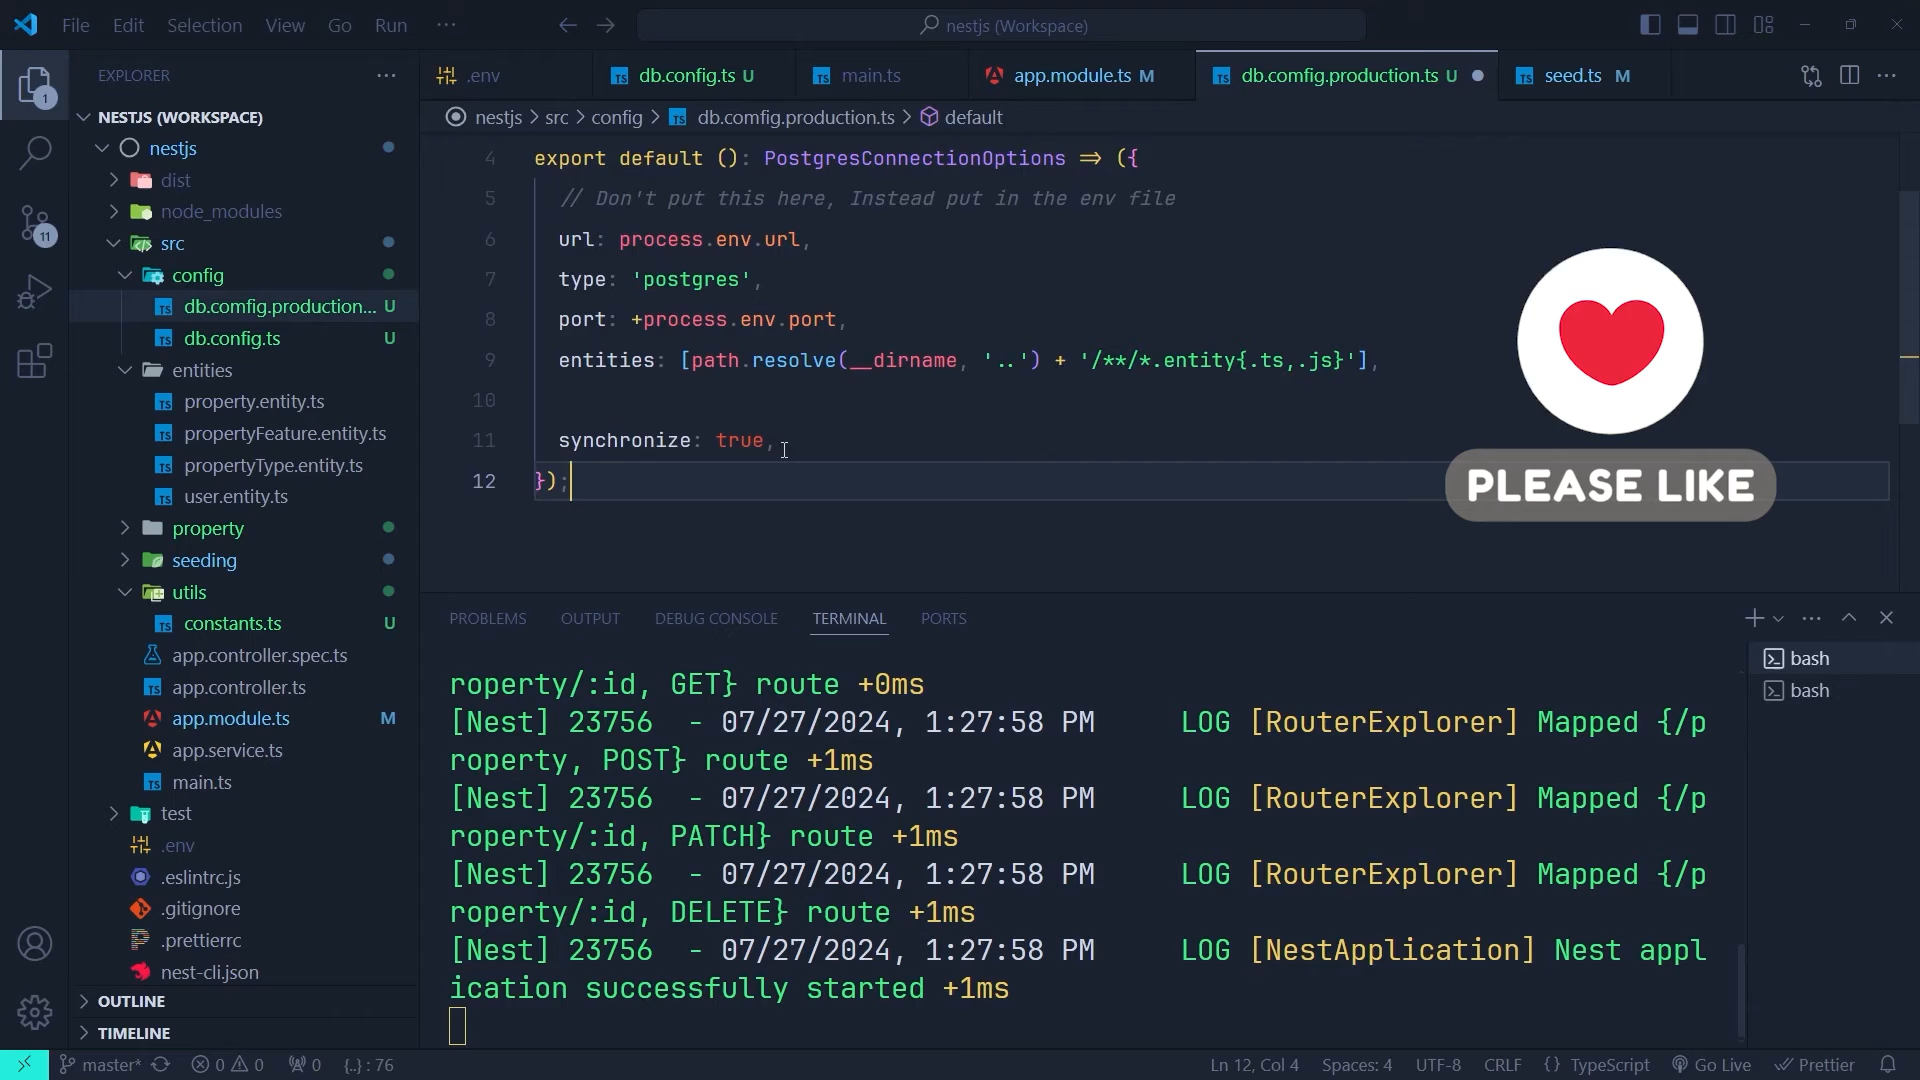 File Edit Selection View Go Run ···
nestjs (Workspace)
EXPLORER ···
.env
db.config.ts U
main.ts
app.module.ts M
db.comfig.production.ts U
seed.ts M
nestjs > src > config > db.comfig.production.ts > default
NESTJS (WORKSPACE)
nestjs
dist
node_modules
src
config
db.comfig.production... U
db.config.ts U
entities
property.entity.ts
propertyFeature.entity.ts
propertyType.entity.ts
user.entity.ts
property
seeding
utils
constants.ts U
app.controller.spec.ts
app.controller.ts
app.module.ts M
app.service.ts
main.ts
test
.env
.eslintrc.js
.gitignore
.prettierrc
nest-cli.json
OUTLINE
TIMELINE
1
11
4 export default (): PostgresConnectionOptions => ({
5 // Don't put this here, Instead put in the env file
6 url: process.env.url,
7 type: 'postgres',
8 port: +process.env.port,
9 entities: [path.resolve(__dirname, '..') + '/**/*.entity{.ts,.js}'],
10
11 synchronize: true,
12 });
PLEASE LIKE
PROBLEMS OUTPUT DEBUG CONSOLE TERMINAL PORTS
bash
bash
roperty/:id, GET} route +0ms
[Nest] 23756 - 07/27/2024, 1:27:58 PM LOG [RouterExplorer] Mapped {/p
roperty, POST} route +1ms
[Nest] 23756 - 07/27/2024, 1:27:58 PM LOG [RouterExplorer] Mapped {/p
roperty/:id, PATCH} route +1ms
[Nest] 23756 - 07/27/2024, 1:27:58 PM LOG [RouterExplorer] Mapped {/p
roperty/:id, DELETE} route +1ms
[Nest] 23756 - 07/27/2024, 1:27:58 PM LOG [NestApplication] Nest appl
ication successfully started +1ms
master* 0 0 0 {..} : 76 Ln 12, Col 4 Spaces: 4 UTF-8 CRLF {} TypeScript Go Live Prettier